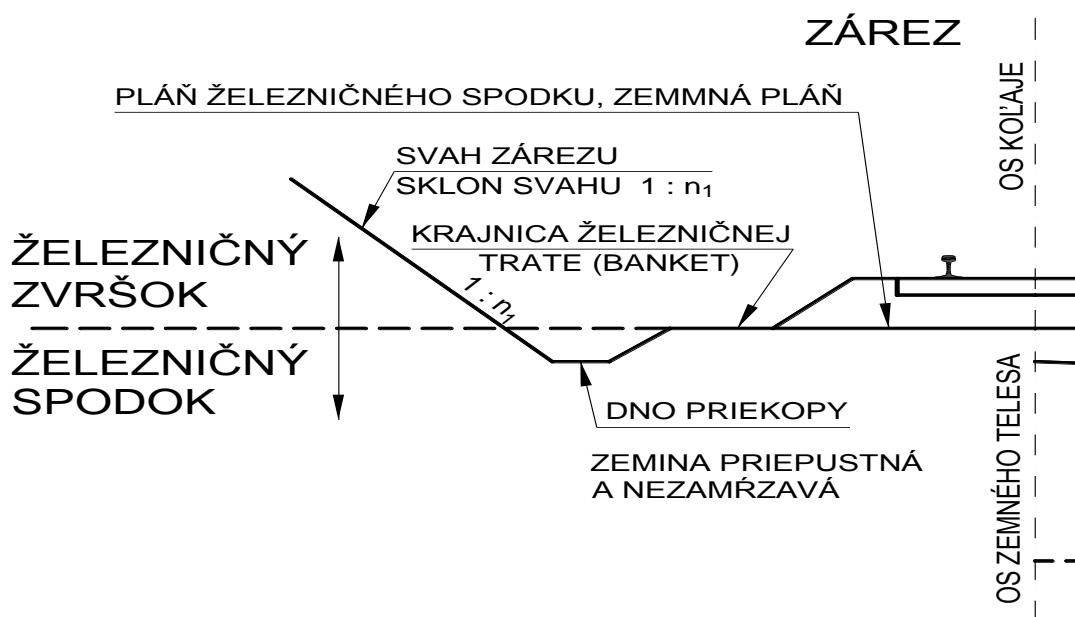 ZÁREZ
PLÁŇ ŽELEZNIČNÉHO SPODKU, ZEMMNÁ PLÁŇ
OS KOĽAJE
SVAH ZÁREZU
SKLON SVAHU 1 : n₁
KRAJNICA ŽELEZNIČNEJ
TRATE (BANKET)
ŽELEZNIČNÝ
ZVRŠOK
1 : n₁
ŽELEZNIČNÝ
SPODOK
DNO PRIEKOPY
ZEMINA PRIEPUSTNÁ
A NEZAMŔZAVÁ
OS ZEMNÉHO TELESA